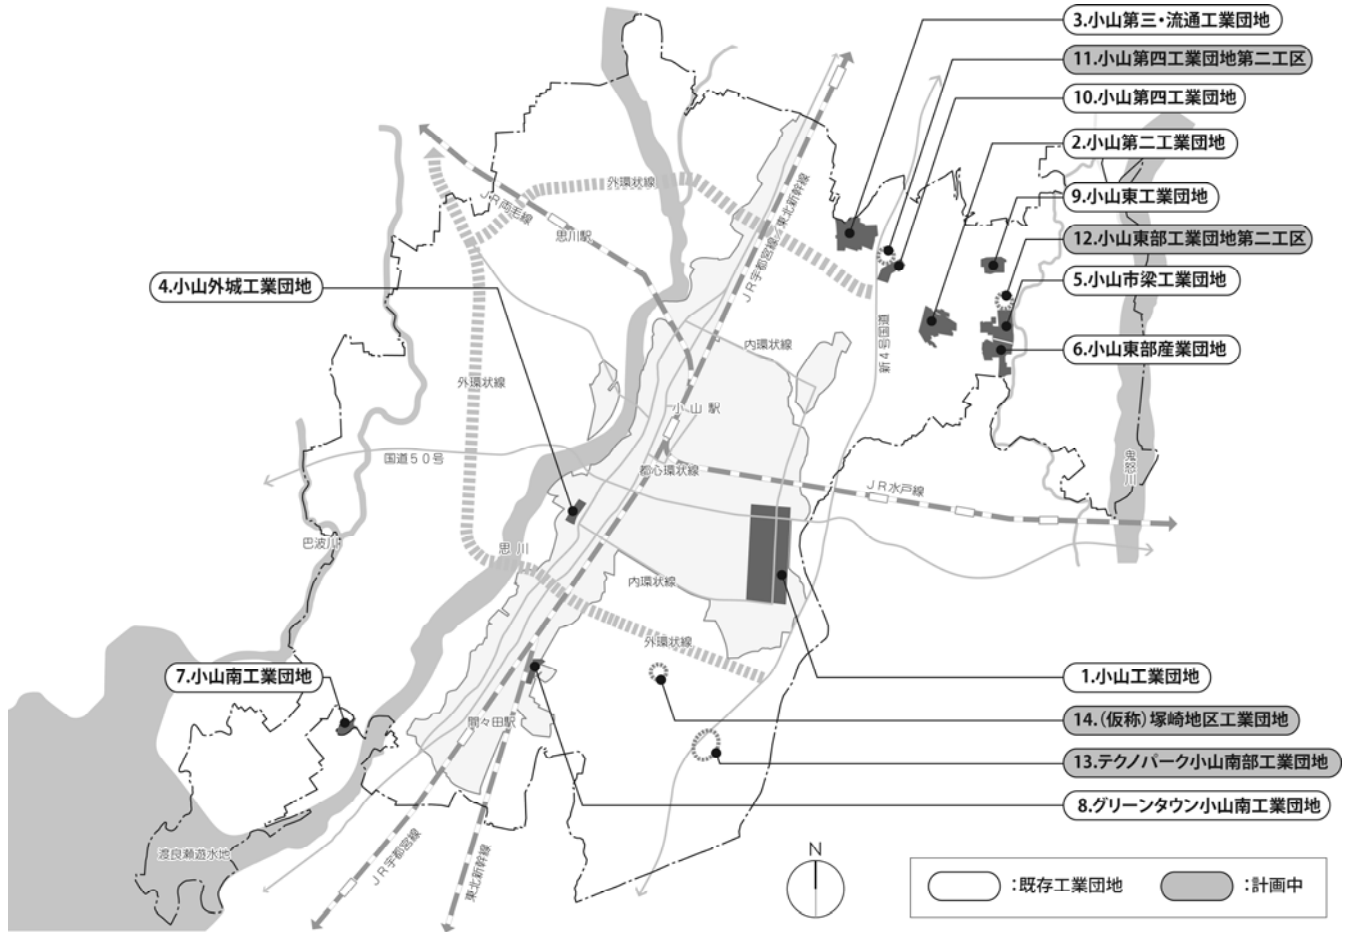 3.小山第三・流通工業団地
11.小山第四工業団地第二工区
10.小山第四工業団地
2.小山第二工業団地
9.小山東工業団地
12.小山東部工業団地第二工区
5.小山市梁工業団地
6.小山東部産業団地
4.小山外城工業団地
7.小山南工業団地
1.小山工業団地
14.(仮称)塚崎地区工業団地
13.テクノパーク小山南部工業団地
8.グリーンタウン小山南工業団地
外環状線
JR両毛線
思川駅
JR宇都宮線／東北新幹線
新4号国道
内環状線
外環状線
小山駅
国道50号
都心環状線
JR水戸線
鬼怒川
巴波川
思川
内環状線
外環状線
間々田駅
渡良瀬遊水地
JR宇都宮線
東北新幹線
N
:既存工業団地
:計画中